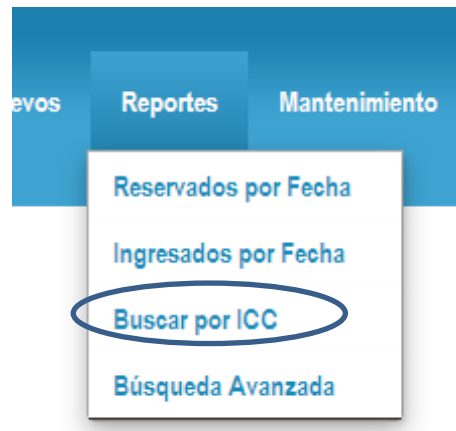 evos Reportes Mantenimiento
Reservados por Fecha
Ingresados por Fecha
Buscar por ICC
Búsqueda Avanzada